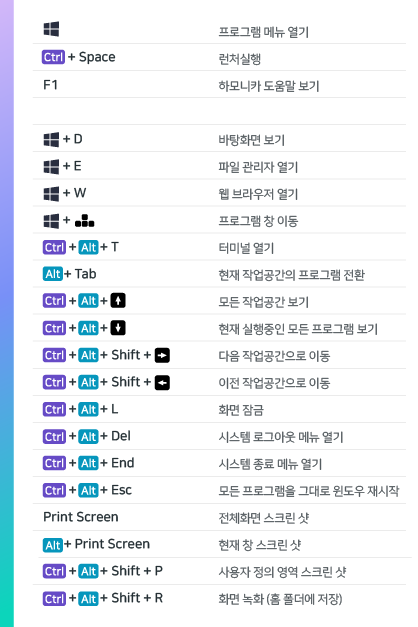 프로그램 메뉴 열기
Ctrl + Space 런처실행
F1 하모니카 도움말 보기
+ D 바탕화면 보기
+ E 파일 관리자 열기
+ W 웹 브라우저 열기
+ 프로그램 창 이동
Ctrl + Alt + T 터미널 열기
Alt + Tab 현재 작업공간의 프로그램 전환
Ctrl + Alt + ↑ 모든 작업공간 보기
Ctrl + Alt + ↓ 현재 실행중인 모든 프로그램 보기
Ctrl + Alt + Shift + → 다음 작업공간으로 이동
Ctrl + Alt + Shift + ← 이전 작업공간으로 이동
Ctrl + Alt + L 화면 잠금
Ctrl + Alt + Del 시스템 로그아웃 메뉴 열기
Ctrl + Alt + End 시스템 종료 메뉴 열기
Ctrl + Alt + Esc 모든 프로그램을 그대로 윈도우 재시작
Print Screen 전체화면 스크린 샷
Alt + Print Screen 현재 창 스크린 샷
Ctrl + Alt + Shift + P 사용자 정의 영역 스크린 샷
Ctrl + Alt + Shift + R 화면 녹화 (홈 폴더에 저장)